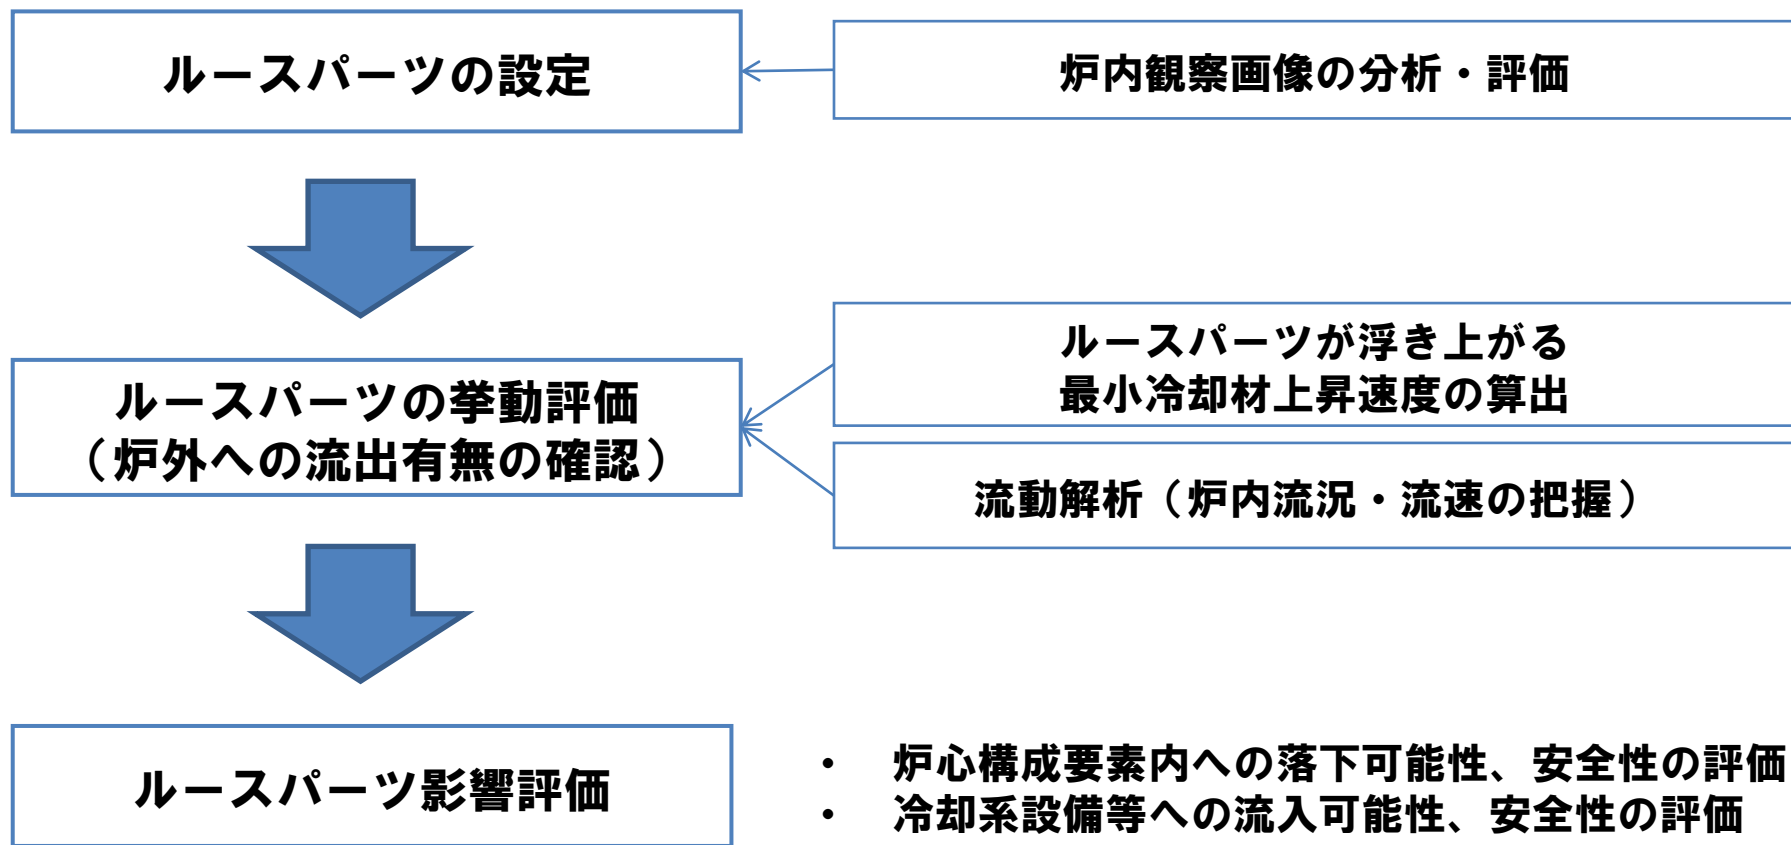 ルースパーツの設定
炉内観察画像の分析・評価
ルースパーツの挙動評価
（炉外への流出有無の確認）
ルースパーツが浮き上がる
最小冷却材上昇速度の算出
流動解析（炉内流況・流速の把握）
ルースパーツ影響評価
・ 炉心構成要素内への落下可能性、安全性の評価
・ 冷却系設備等への流入可能性、安全性の評価